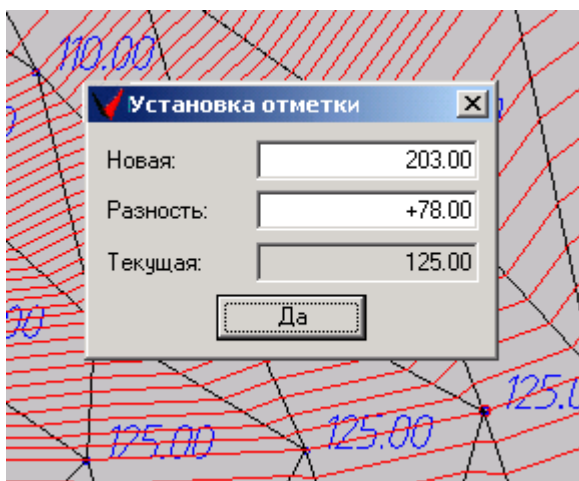 110.00
Установка отметки
Новая: 203.00
Разность: +78.00
Текущая: 125.00
Да
125.00
125.00